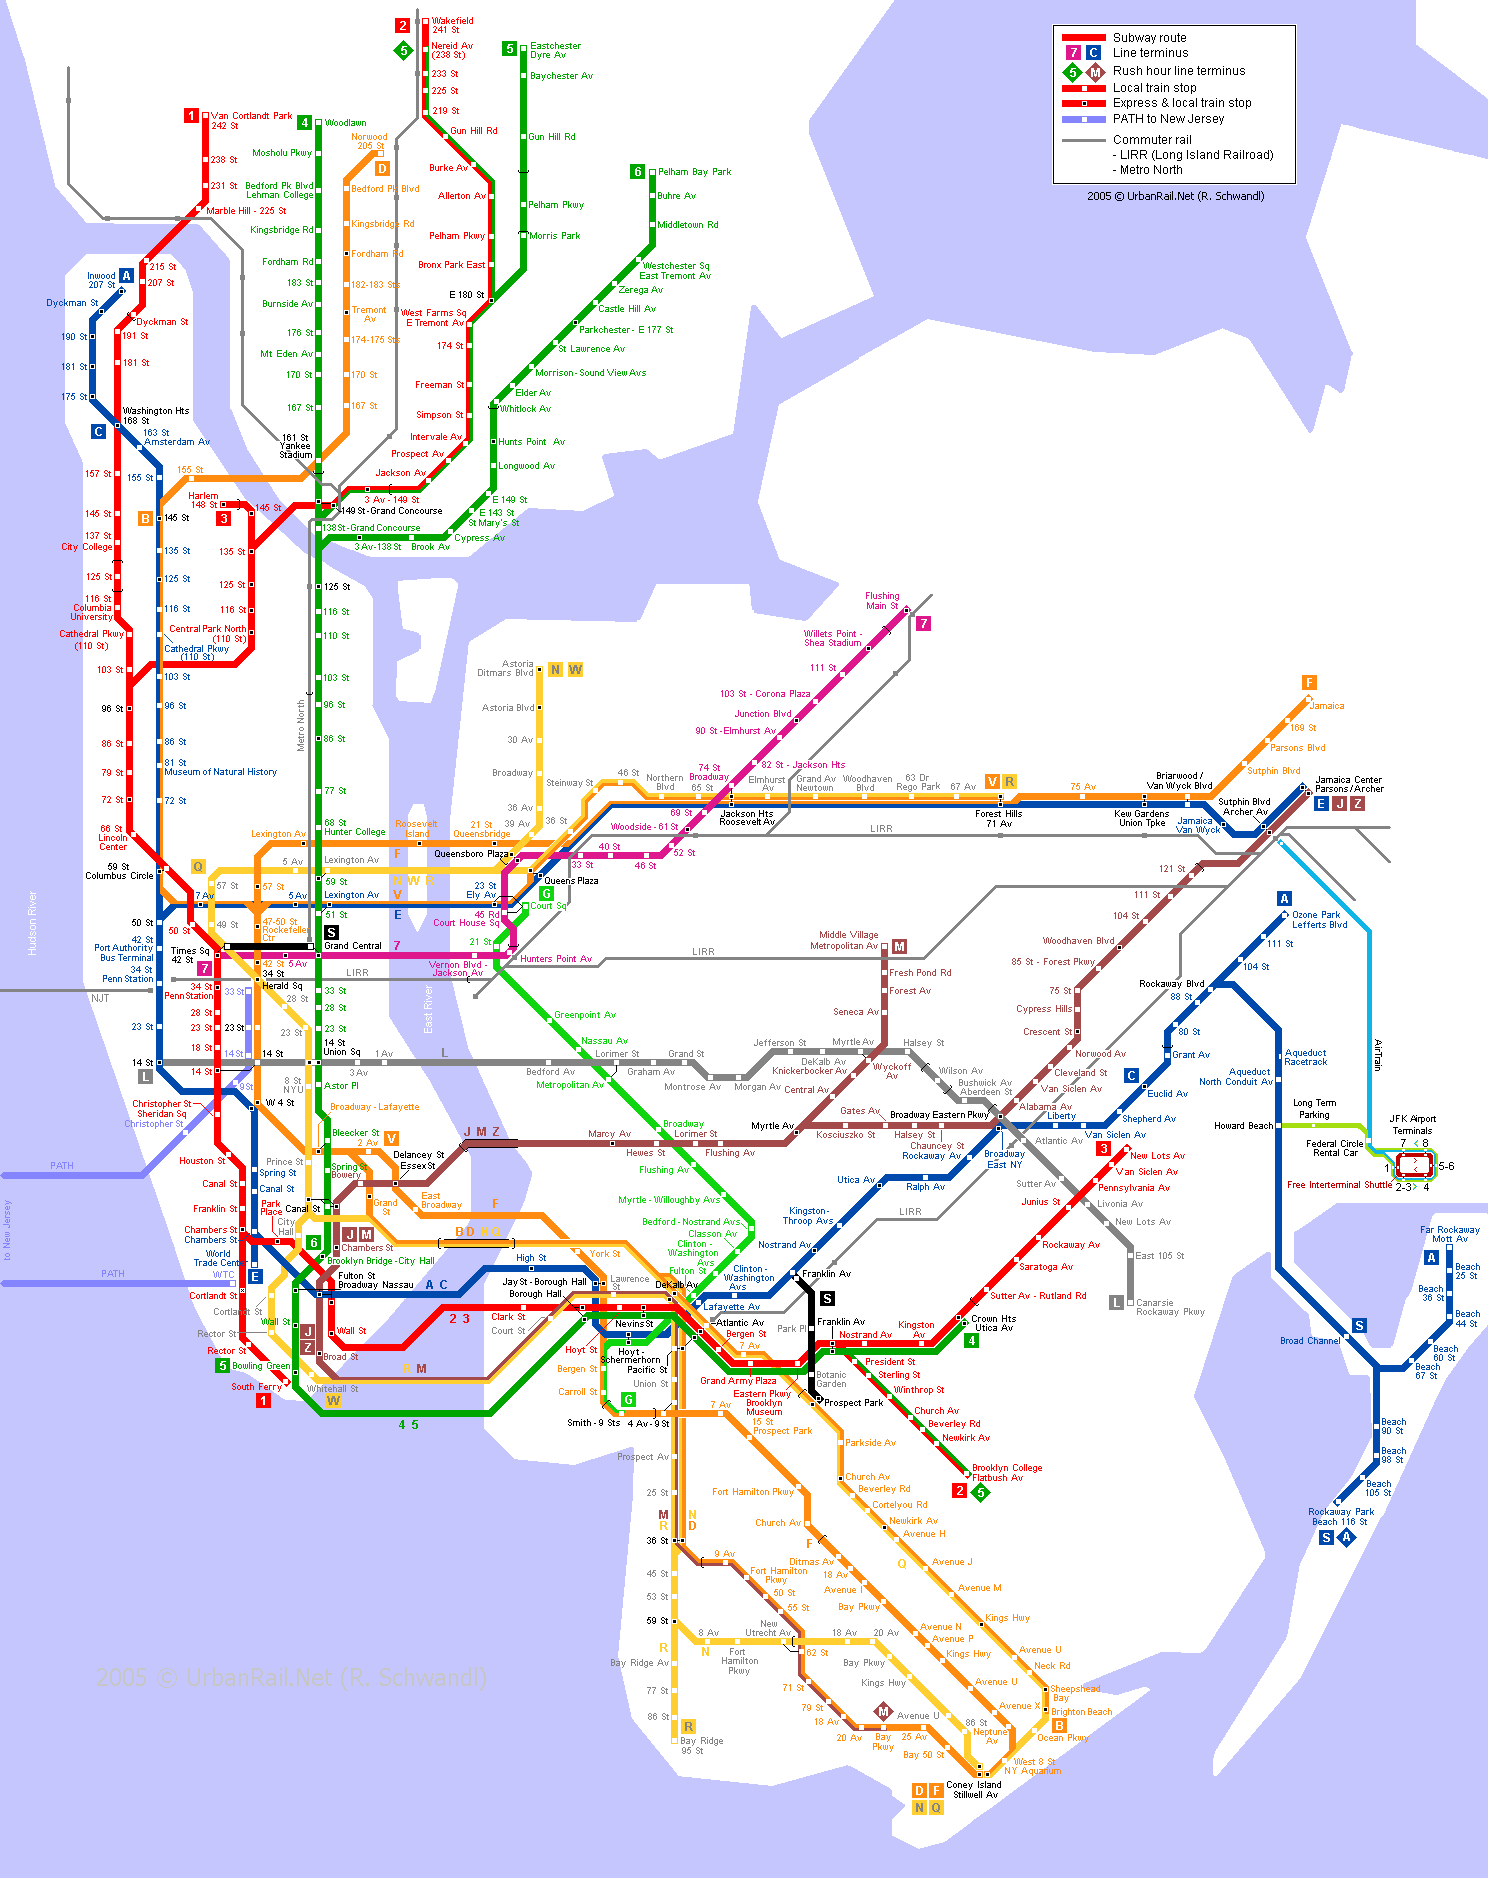 Subway route
7 C Line terminus
5 M Rush hour line terminus
Local train stop
Express & local train stop
PATH to New Jersey
Commuter rail
- LIRR (Long Island Railroad)
- Metro North
2005 © UrbanRail.Net (R. Schwandl)
2
5
Wakefield
241 St
Nereid Av
(238 St)
233 St
225 St
219 St
Gun Hill Rd
Burke Av
Allerton Av
Pelham Pkwy
Bronx Park East
E 180 St
West Farms Sq
E Tremont Av
174 St
Freeman St
Simpson St
Intervale Av
Prospect Av
Jackson Av
3 Av - 149 St
149 St - Grand Concourse
5
Eastchester
Dyre Av
Baychester Av
Gun Hill Rd
Pelham Pkwy
Morris Park
6
Pelham Bay Park
Buhre Av
Middletown Rd
Westchester Sq
East Tremont Av
Zerega Av
Castle Hill Av
Parkchester - E 177 St
St Lawrence Av
Morrison - Sound View Avs
Elder Av
Whitlock Av
Hunts Point Av
Longwood Av
E 149 St
E 143 St
St Mary's St
Cypress Av
Brook Av
3 Av-138 St
138 St - Grand Concourse
1
Van Cortlandt Park
242 St
238 St
231 St
Marble Hill - 225 St
215 St
207 St
Dyckman St
191 St
181 St
Washington Hts
168 St
157 St
145 St
137 St
City College
125 St
116 St
Columbia
University
Cathedral Pkwy
(110 St)
103 St
96 St
86 St
79 St
72 St
66 St
Lincoln
Center
59 St
Columbus Circle
50 St
Times Sq
42 St
7
34 St
Penn Station
28 St
23 St
18 St
14 St
Christopher St
Sheridan Sq
Houston St
Canal St
Franklin St
Chambers St
Cortlandt St
Rector St
South Ferry
1
4
Woodlawn
Mosholu Pkwy
Bedford Pk Blvd
Lehman College
Kingsbridge Rd
Fordham Rd
183 St
Burnside Av
176 St
Mt Eden Av
170 St
167 St
161 St
Yankee
Stadium
Norwood
205 St
D
Bedford Pk Blvd
Kingsbridge Rd
Fordham Rd
182-183 Sts
Tremont
Av
174-175 Sts
170 St
167 St
155 St
A
Inwood
207 St
Dyckman St
190 St
181 St
175 St
C
163 St
Amsterdam Av
155 St
B
145 St
135 St
125 St
116 St
Cathedral Pkwy
(110 St)
103 St
96 St
86 St
81 St
Museum of Natural History
72 St
Harlem
148 St
3
145 St
135 St
125 St
116 St
Central Park North
(110 St)
125 St
116 St
110 St
103 St
96 St
86 St
77 St
68 St
Hunter College
59 St
51 St
S
Grand Central
33 St
28 St
23 St
14 St
Union Sq
Astor Pl
Bleecker St
Spring St
Canal St
6
Brooklyn Bridge - City Hall
Metro North
Hudson River
East River
NJT
LIRR
50 St
42 St
Port Authority
Bus Terminal
34 St
Penn Station
23 St
14 St
L
Q
57 St
49 St
5 Av
Lexington Av
Lexington Av
57 St
7 Av
5 Av
Lexington Av
47-50 St
Rockefeller
Ctr
42 St
5 Av
34 St
Herald Sq
33 St
28 St
23 St
23 St
14 St
14 St
9 St
8 St
NYU
W 4 St
Christopher St
PATH
to New Jersey
PATH
WTC
Broadway - Lafayette
2 Av
V
Prince St
Bowery
Delancey St
Essex St
Grand
St
East
Broadway
Spring St
Canal St
Park
Place
City
Hall
Chambers St
World
Trade Center
E
J M
Chambers St
Fulton St
Broadway Nassau
Cortlandt St
Rector St
Wall St
Wall St
J
Z
Broad St
5
Bowling Green
Whitehall St
W
1 Av
3 Av
L
J M Z
F
B D N Q
A C
2 3
R M
4 5
Roosevelt
Island
F
N W R
V
E
7
21 St
Queensbridge
Queensboro Plaza
Queens Plaza
23 St
Ely Av
45 Rd
Court House Sq
G
Court Sq
21 St
Vernon Blvd -
Jackson Av
Hunters Point Av
Astoria
Ditmars Blvd
N W
Astoria Blvd
30 Av
Broadway
36 Av
39 Av
Steinway St
36 St
46 St
Northern
Blvd
65 St
Elmhurst
Av
Grand Av
Newtown
Woodhaven
Blvd
63 Dr
Rego Park
67 Av
V R
Forest Hills
71 Av
75 Av
Kew Gardens
Union Tpke
Briarwood /
Van Wyck Blvd
Sutphin Blvd
Parsons Blvd
169 St
Jamaica
F
Flushing
Main St
7
Willets Point -
Shea Stadium
111 St
103 St - Corona Plaza
Junction Blvd
90 St -Elmhurst Av
82 St - Jackson Hts
74 St
Broadway
Jackson Hts
Roosevelt Av
69 St
Woodside - 61 St
52 St
46 St
40 St
33 St
LIRR
Jamaica
Van Wyck
Sutphin Blvd
Archer Av
Jamaica Center
Parsons/Archer
E J Z
121 St
111 St
104 St
Woodhaven Blvd
85 St - Forest Pkwy
75 St
Cypress Hills
Crescent St
Norwood Av
Cleveland St
Van Siclen Av
Alabama Av
Broadway Eastern Pkwy
Chauncey St
Halsey St
Gates Av
Kosciuszko St
Myrtle Av
Flushing Av
Lorimer St
Hewes St
Marcy Av
LIRR
Middle Village
Metropolitan Av
M
Fresh Pond Rd
Forest Av
Seneca Av
Wyckoff
Av
Knickerbocker Av
Central Av
Greenpoint Av
Nassau Av
Metropolitan Av
Broadway
Flushing Av
Myrtle - Willoughby Avs
Bedford - Nostrand Avs
Classon Av
Clinton -
Washington
Avs
Fulton St
Bedford Av
Lorimer St
Graham Av
Grand St
Montrose Av
Morgan Av
Jefferson St
DeKalb Av
Myrtle Av
Halsey St
Wilson Av
Bushwick Av
Aberdeen St
Atlantic Av
Sutter Av
Livonia Av
New Lots Av
East 105 St
L
Canarsie
Rockaway Pkwy
A
Ozone Park
Lefferts Blvd
111 St
104 St
Rockaway Blvd
88 St
80 St
Grant Av
C
Euclid Av
Shepherd Av
Van Siclen Av
Liberty
Broadway
East NY
Rockaway Av
Ralph Av
Utica Av
Kingston-
Throop Avs
Nostrand Av
Franklin Av
Clinton -
Washington
Avs
Lafayette Av
LIRR
Aqueduct
Racetrack
Aqueduct
North Conduit Av
Howard Beach
Long Term
Parking
Federal Circle
Rental Car
AirTrain
JFK Airport
Terminals
7 < 8
1
5-6
2-3 > 4
Free Interterminal Shuttle
Far Rockaway
Mott Av
A
Beach
25 St
Beach
36 St
Beach
44 St
Beach
60 St
Beach
67 St
S
Broad Channel
Beach
90 St
Beach
98 St
Beach
105 St
Rockaway Park
Beach 116 St
S A
3
New Lots Av
Van Siclen Av
Pennsylvania Av
Junius St
Rockaway Av
Saratoga Av
Sutter Av - Rutland Rd
Crown Hts
Utica Av
4
Kingston
Av
Nostrand Av
Franklin Av
S
Park Pl
Botanic
Garden
Prospect Park
President St
Sterling St
Winthrop St
Church Av
Beverley Rd
Newkirk Av
Brooklyn College
Flatbush Av
2 5
York St
High St
Jay St - Borough Hall
Borough Hall
Lawrence
St
DeKalb Av
Clark St
Court St
Nevins St
Atlantic Av
Bergen St
Hoyt St
Hoyt -
Schermerhorn
Pacific St
Grand Army Plaza
Eastern Pkwy
Brooklyn
Museum
7 Av
Bergen St
Carroll St
G
Smith - 9 Sts
4 Av - 9 St
Union St
7 Av
15 St
Prospect Park
Fort Hamilton Pkwy
Church Av
F
Ditmas Av
18 Av
Avenue I
Bay Pkwy
Avenue N
Avenue P
Kings Hwy
Avenue U
Avenue X
Neptune
Av
West 8 St
NY Aquarium
Parkside Av
Church Av
Beverley Rd
Cortelyou Rd
Newkirk Av
Avenue H
Q
Avenue J
Avenue M
Kings Hwy
Avenue U
Neck Rd
Sheepshead
Bay
Brighton Beach
B
Ocean Pkwy
Prospect Av
25 St
M N
R D
36 St
45 St
53 St
59 St
R
N
Bay Ridge Av
77 St
86 St
R
Bay Ridge
95 St
9 Av
Fort Hamilton
Pkwy
50 St
55 St
New
Utrecht Av
62 St
71 St
79 St
18 Av
20 Av
M
Bay
Pkwy
25 Av
Bay 50 St
8 Av
Fort
Hamilton
Pkwy
18 Av
20 Av
Bay Pkwy
Kings Hwy
Avenue U
86 St
D F
N Q
Coney Island
Stillwell Av
2005 © UrbanRail.Net (R. Schwandl)